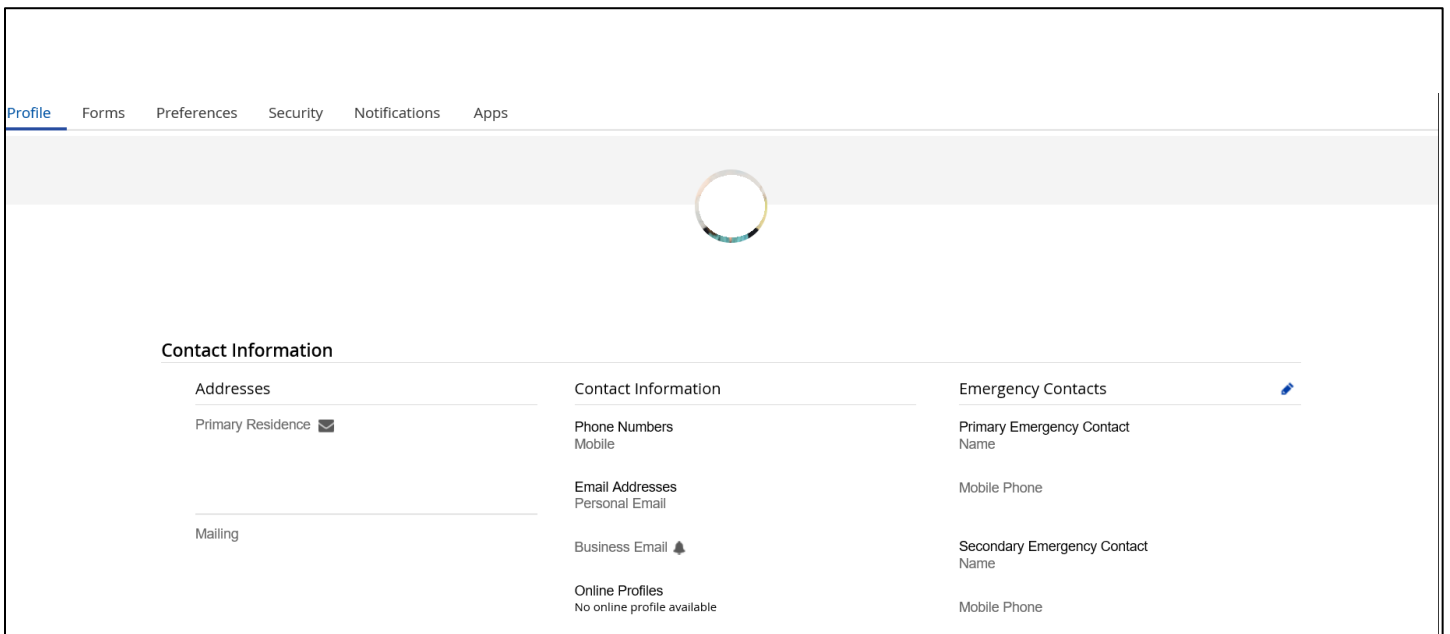 Profile Forms Preferences Security Notifications Apps
Contact Information
Addresses
Primary Residence
Mailing
Contact Information
Phone Numbers
Mobile
Email Addresses
Personal Email
Business Email
Online Profiles
No online profile available
Emergency Contacts
Primary Emergency Contact
Name
Mobile Phone
Secondary Emergency Contact
Name
Mobile Phone